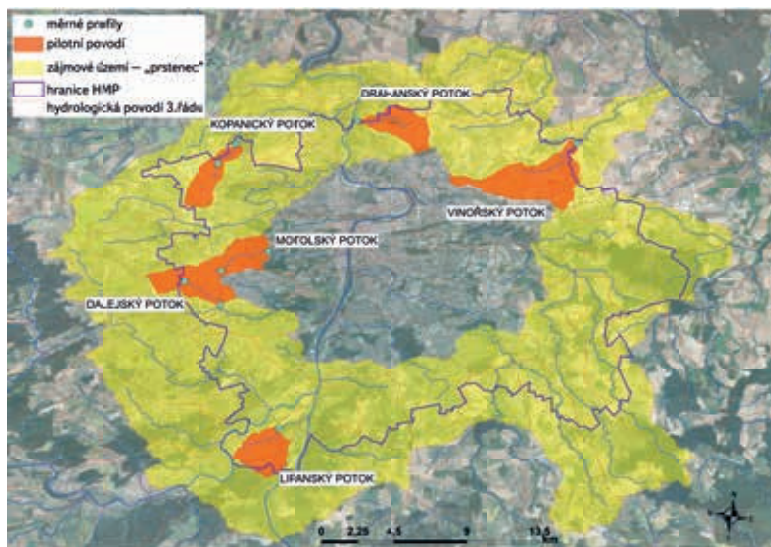 měrné profily
pilotní povodí
zájmové území – „prstenec"
hranice HMP
hydrologická povodí 3.řádu
DRAHANSKÝ POTOK
KOPANICKÝ POTOK
VINOŘSKÝ POTOK
MOTOLSKÝ POTOK
DALEJSKÝ POTOK
LIPANSKÝ POTOK
0 2,25 4,5 9 13,5
km
N